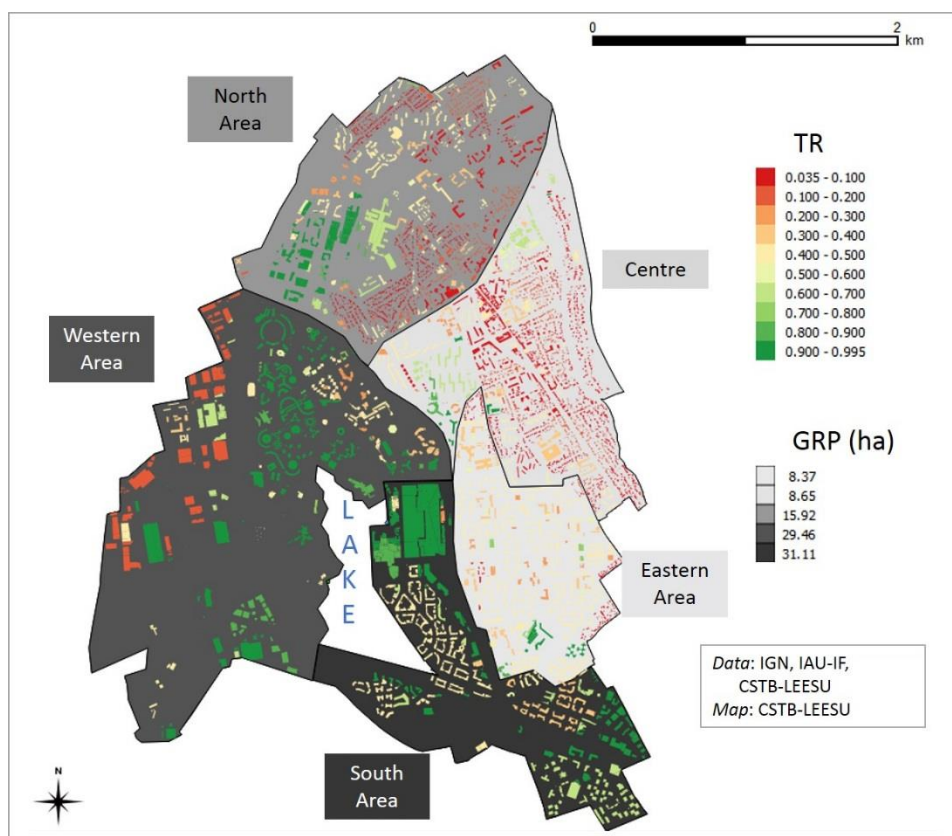 0 2
km
North
Area
TR
0.035 - 0.100
0.100 - 0.200
0.200 - 0.300
0.300 - 0.400
0.400 - 0.500
0.500 - 0.600
0.600 - 0.700
0.700 - 0.800
0.800 - 0.900
0.900 - 0.995
Centre
Western
Area
GRP (ha)
8.37
8.65
15.92
29.46
31.11
L
A
K
E
Eastern
Area
Data: IGN, IAU-IF,
CSTB-LEESU
Map: CSTB-LEESU
South
Area
N